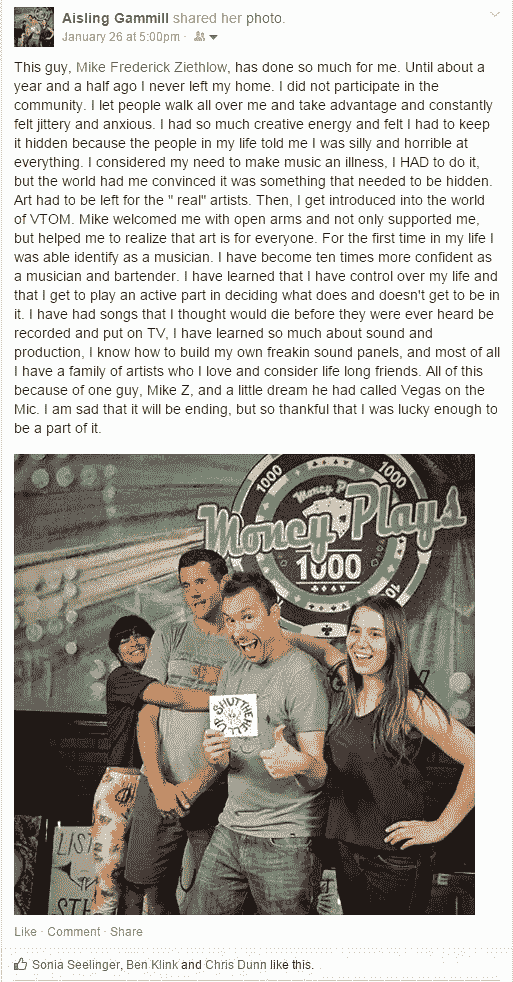 Aisling Gammill shared her photo.
January 26 at 5:00pm ·
This guy, Mike Frederick Ziethlow, has done so much for me. Until about a
year and a half ago I never left my home. I did not participate in the
community. I let people walk all over me and take advantage and constantly
felt jittery and anxious. I had so much creative energy and felt I had to keep
it hidden because the people in my life told me I was silly and horrible at
everything. I considered my need to make music an illness, I HAD to do it,
but the world had me convinced it was something that needed to be hidden.
Art had to be left for the " real" artists. Then, I get introduced into the world
of VTOM. Mike welcomed me with open arms and not only supported me,
but helped me to realize that art is for everyone. For the first time in my life I
was able identify as a musician. I have become ten times more confident as
a musician and bartender. I have learned that I have control over my life and
that I get to play an active part in deciding what does and doesn't get to be in
it. I have had songs that I thought would die before they were ever heard be
recorded and put on TV, I have learned so much about sound and
production, I know how to build my own freakin sound panels, and most of all
I have a family of artists who I love and consider life long friends. All of this
because of one guy, Mike Z, and a little dream he had called Vegas on the
Mic. I am sad that it will be ending, but so thankful that I was lucky enough to
be a part of it.
1000
1000
Money P
Money Plays
1000
SHUT THE HELL UP
LIST
Like · Comment · Share
Sonia Seelinger, Ben Klink and Chris Dunn like this.